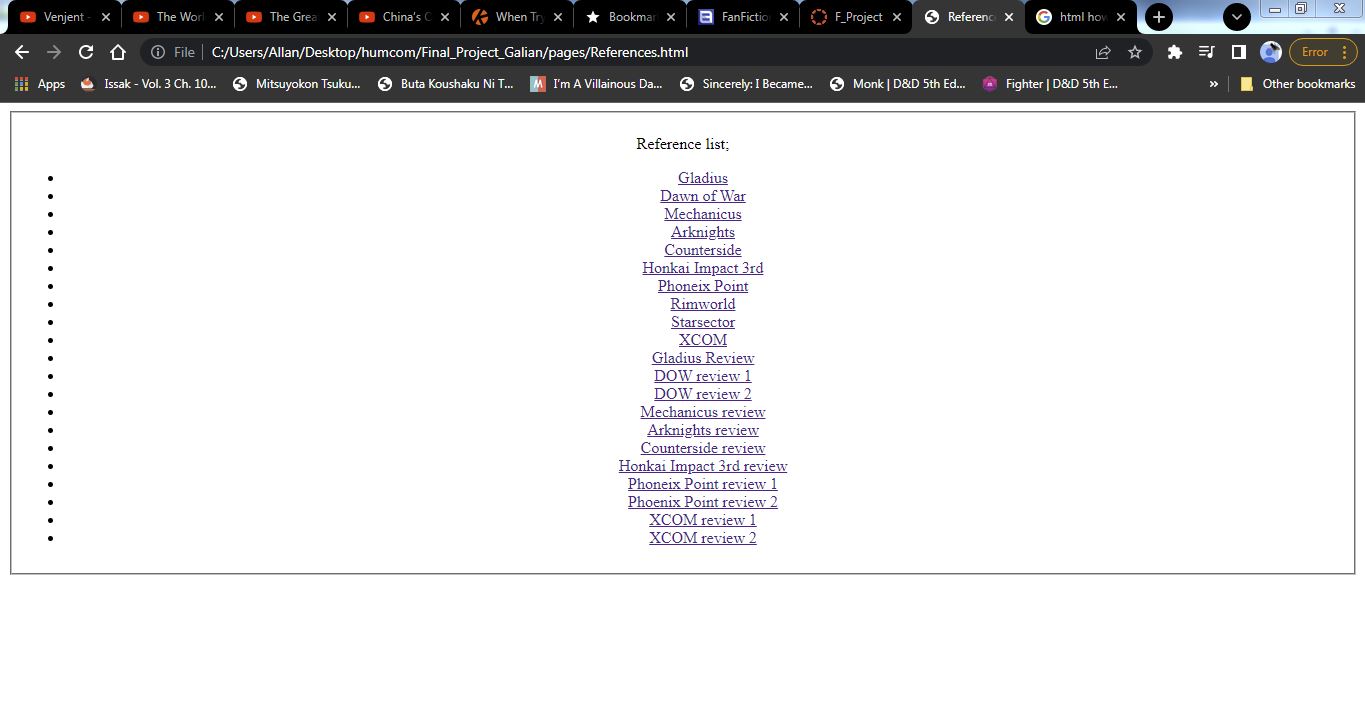 Venjent -
The Worl
The Grea
China's C
When Try
Bookmar
FanFictio
F_Project
Referenc
html how
File
C:/Users/Allan/Desktop/humcom/Final_Project_Galian/pages/References.html
Error
Apps
Issak - Vol. 3 Ch. 10...
Mitsuyokon Tsuku...
Buta Koushaku Ni T...
I'm A Villainous Da...
Sincerely: I Became...
Monk | D&D 5th Ed...
Fighter | D&D 5th E...
»
Other bookmarks
Reference list;
Gladius
Dawn of War
Mechanicus
Arknights
Counterside
Honkai Impact 3rd
Phoneix Point
Rimworld
Starsector
XCOM
Gladius Review
DOW review 1
DOW review 2
Mechanicus review
Arknights review
Counterside review
Honkai Impact 3rd review
Phoneix Point review 1
Phoenix Point review 2
XCOM review 1
XCOM review 2